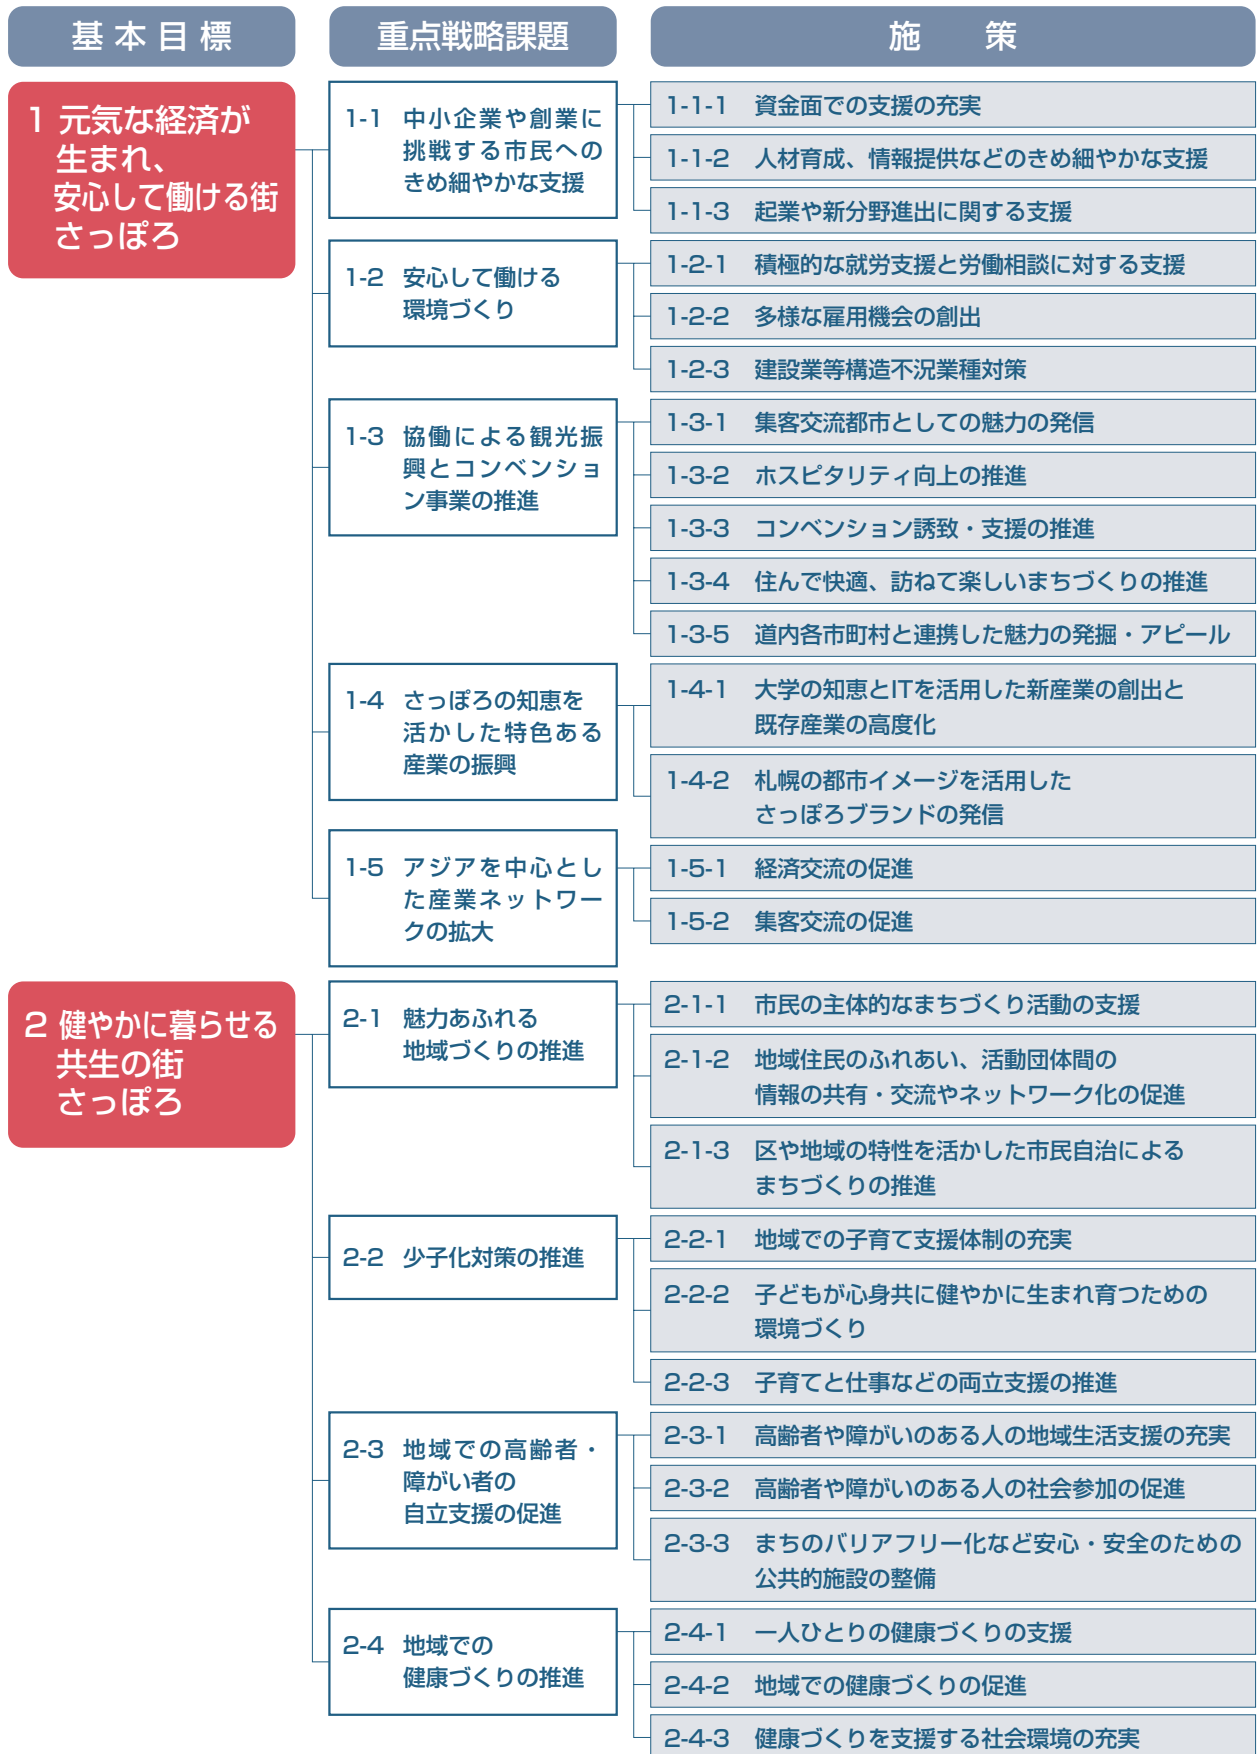 基本目標
重点戦略課題
施 策
1 元気な経済が
生まれ、
安心して働ける街
さっぽろ
1-1 中小企業や創業に
挑戦する市民への
きめ細やかな支援
1-1-1 資金面での支援の充実
1-1-2 人材育成、情報提供などのきめ細やかな支援
1-1-3 起業や新分野進出に関する支援
1-2 安心して働ける
環境づくり
1-2-1 積極的な就労支援と労働相談に対する支援
1-2-2 多様な雇用機会の創出
1-2-3 建設業等構造不況業種対策
1-3 協働による観光振
興とコンベンショ
ン事業の推進
1-3-1 集客交流都市としての魅力の発信
1-3-2 ホスピタリティ向上の推進
1-3-3 コンベンション誘致・支援の推進
1-3-4 住んで快適、訪ねて楽しいまちづくりの推進
1-3-5 道内各市町村と連携した魅力の発掘・アピール
1-4 さっぽろの知恵を
活かした特色ある
産業の振興
1-4-1 大学の知恵とITを活用した新産業の創出と
既存産業の高度化
1-4-2 札幌の都市イメージを活用した
さっぽろブランドの発信
1-5 アジアを中心とし
た産業ネットワー
クの拡大
1-5-1 経済交流の促進
1-5-2 集客交流の促進
2 健やかに暮らせる
共生の街
さっぽろ
2-1 魅力あふれる
地域づくりの推進
2-1-1 市民の主体的なまちづくり活動の支援
2-1-2 地域住民のふれあい、活動団体間の
情報の共有・交流やネットワーク化の促進
2-1-3 区や地域の特性を活かした市民自治による
まちづくりの推進
2-2 少子化対策の推進
2-2-1 地域での子育て支援体制の充実
2-2-2 子どもが心身共に健やかに生まれ育つための
環境づくり
2-2-3 子育てと仕事などの両立支援の推進
2-3 地域での高齢者・
障がい者の
自立支援の促進
2-3-1 高齢者や障がいのある人の地域生活支援の充実
2-3-2 高齢者や障がいのある人の社会参加の促進
2-3-3 まちのバリアフリー化など安心・安全のための
公共的施設の整備
2-4 地域での
健康づくりの推進
2-4-1 一人ひとりの健康づくりの支援
2-4-2 地域での健康づくりの促進
2-4-3 健康づくりを支援する社会環境の充実